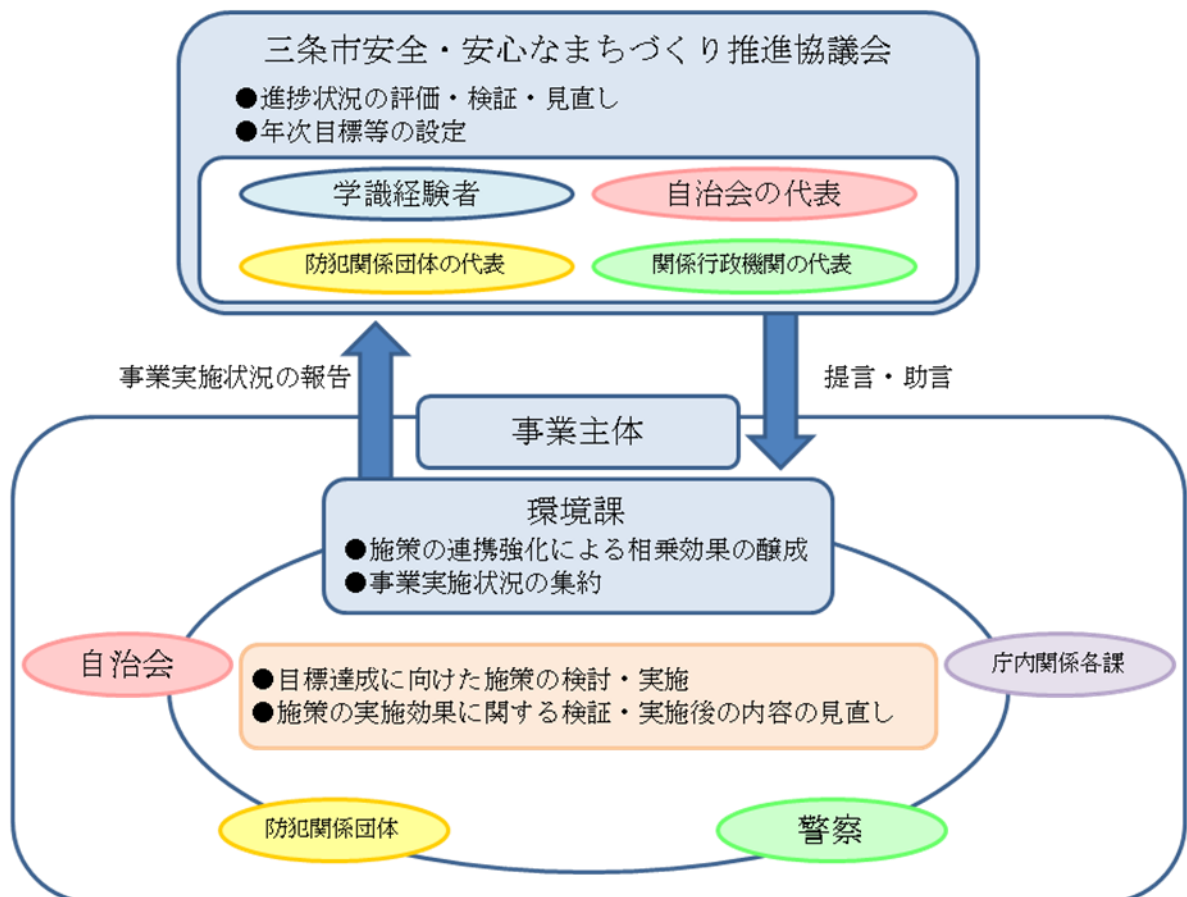 三条市安全・安心なまちづくり推進協議会
●進捗状況の評価・検証・見直し
●年次目標等の設定
学識経験者
自治会の代表
防犯関係団体の代表
関係行政機関の代表
事業実施状況の報告
提言・助言
事業主体
環境課
●施策の連携強化による相乗効果の醸成
●事業実施状況の集約
自治会
●目標達成に向けた施策の検討・実施
●施策の実施効果に関する検証・実施後の内容の見直し
庁内関係各課
防犯関係団体
警察